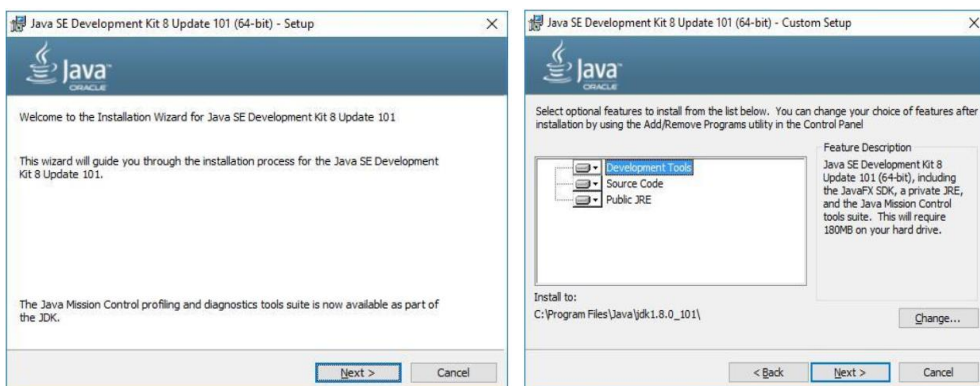 Java SE Development Kit 8 Update 101 (64-bit) - Setup
Java
ORACLE
Welcome to the Installation Wizard for Java SE Development Kit 8 Update 101
This wizard will guide you through the installation process for the Java SE Development
Kit 8 Update 101.
The Java Mission Control profiling and diagnostics tools suite is now available as part of
the JDK.
Next >
Cancel
Java SE Development Kit 8 Update 101 (64-bit) - Custom Setup
Java
ORACLE
Select optional features to install from the list below. You can change your choice of features after
installation by using the Add/Remove Programs utility in the Control Panel
Development Tools
Source Code
Public JRE
Feature Description
Java SE Development Kit 8
Update 101 (64-bit), including
the JavaFX SDK, a private JRE,
and the Java Mission Control
tools suite. This will require
180MB on your hard drive.
Install to:
C:\Program Files\Java\jdk1.8.0_101\
Change...
< Back
Next >
Cancel